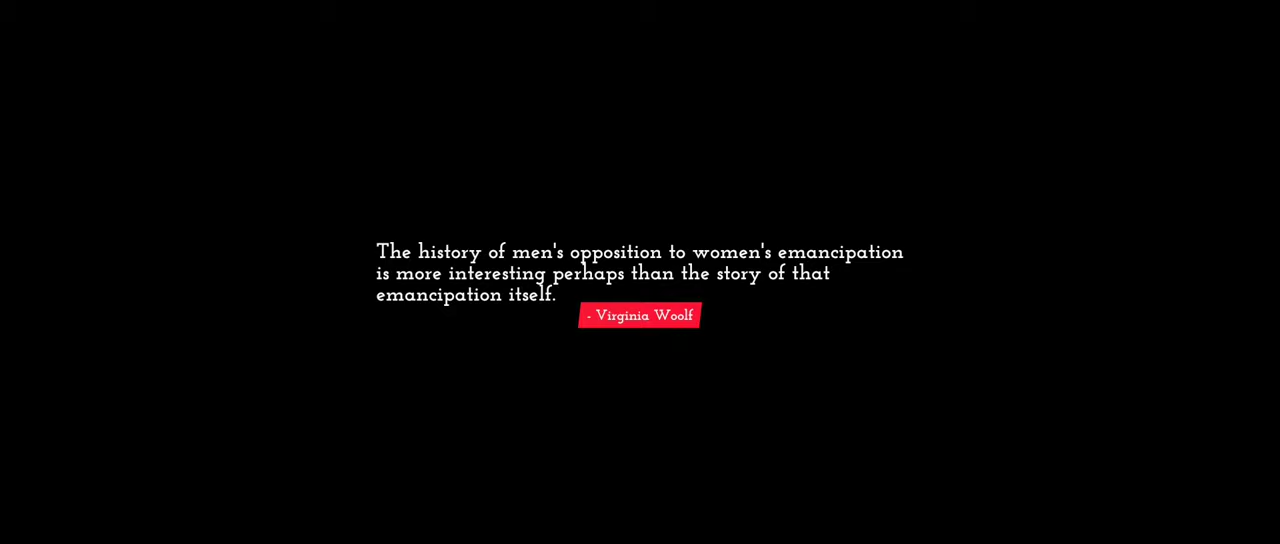 The history of men's opposition to women's emancipation
is more interesting perhaps than the story of that
emancipation itself.
- Virginia Woolf